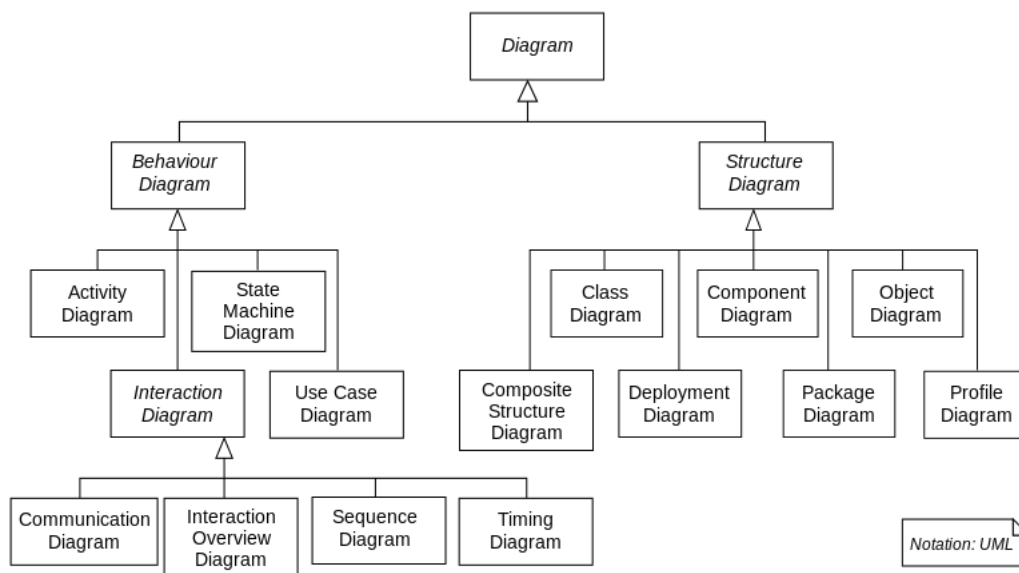 Diagram
Behaviour
Diagram
Structure
Diagram
Activity
Diagram
State
Machine
Diagram
Class
Diagram
Component
Diagram
Object
Diagram
Interaction
Diagram
Use Case
Diagram
Composite
Structure
Diagram
Deployment
Diagram
Package
Diagram
Profile
Diagram
Communication
Diagram
Interaction
Overview
Diagram
Sequence
Diagram
Timing
Diagram
Notation: UML